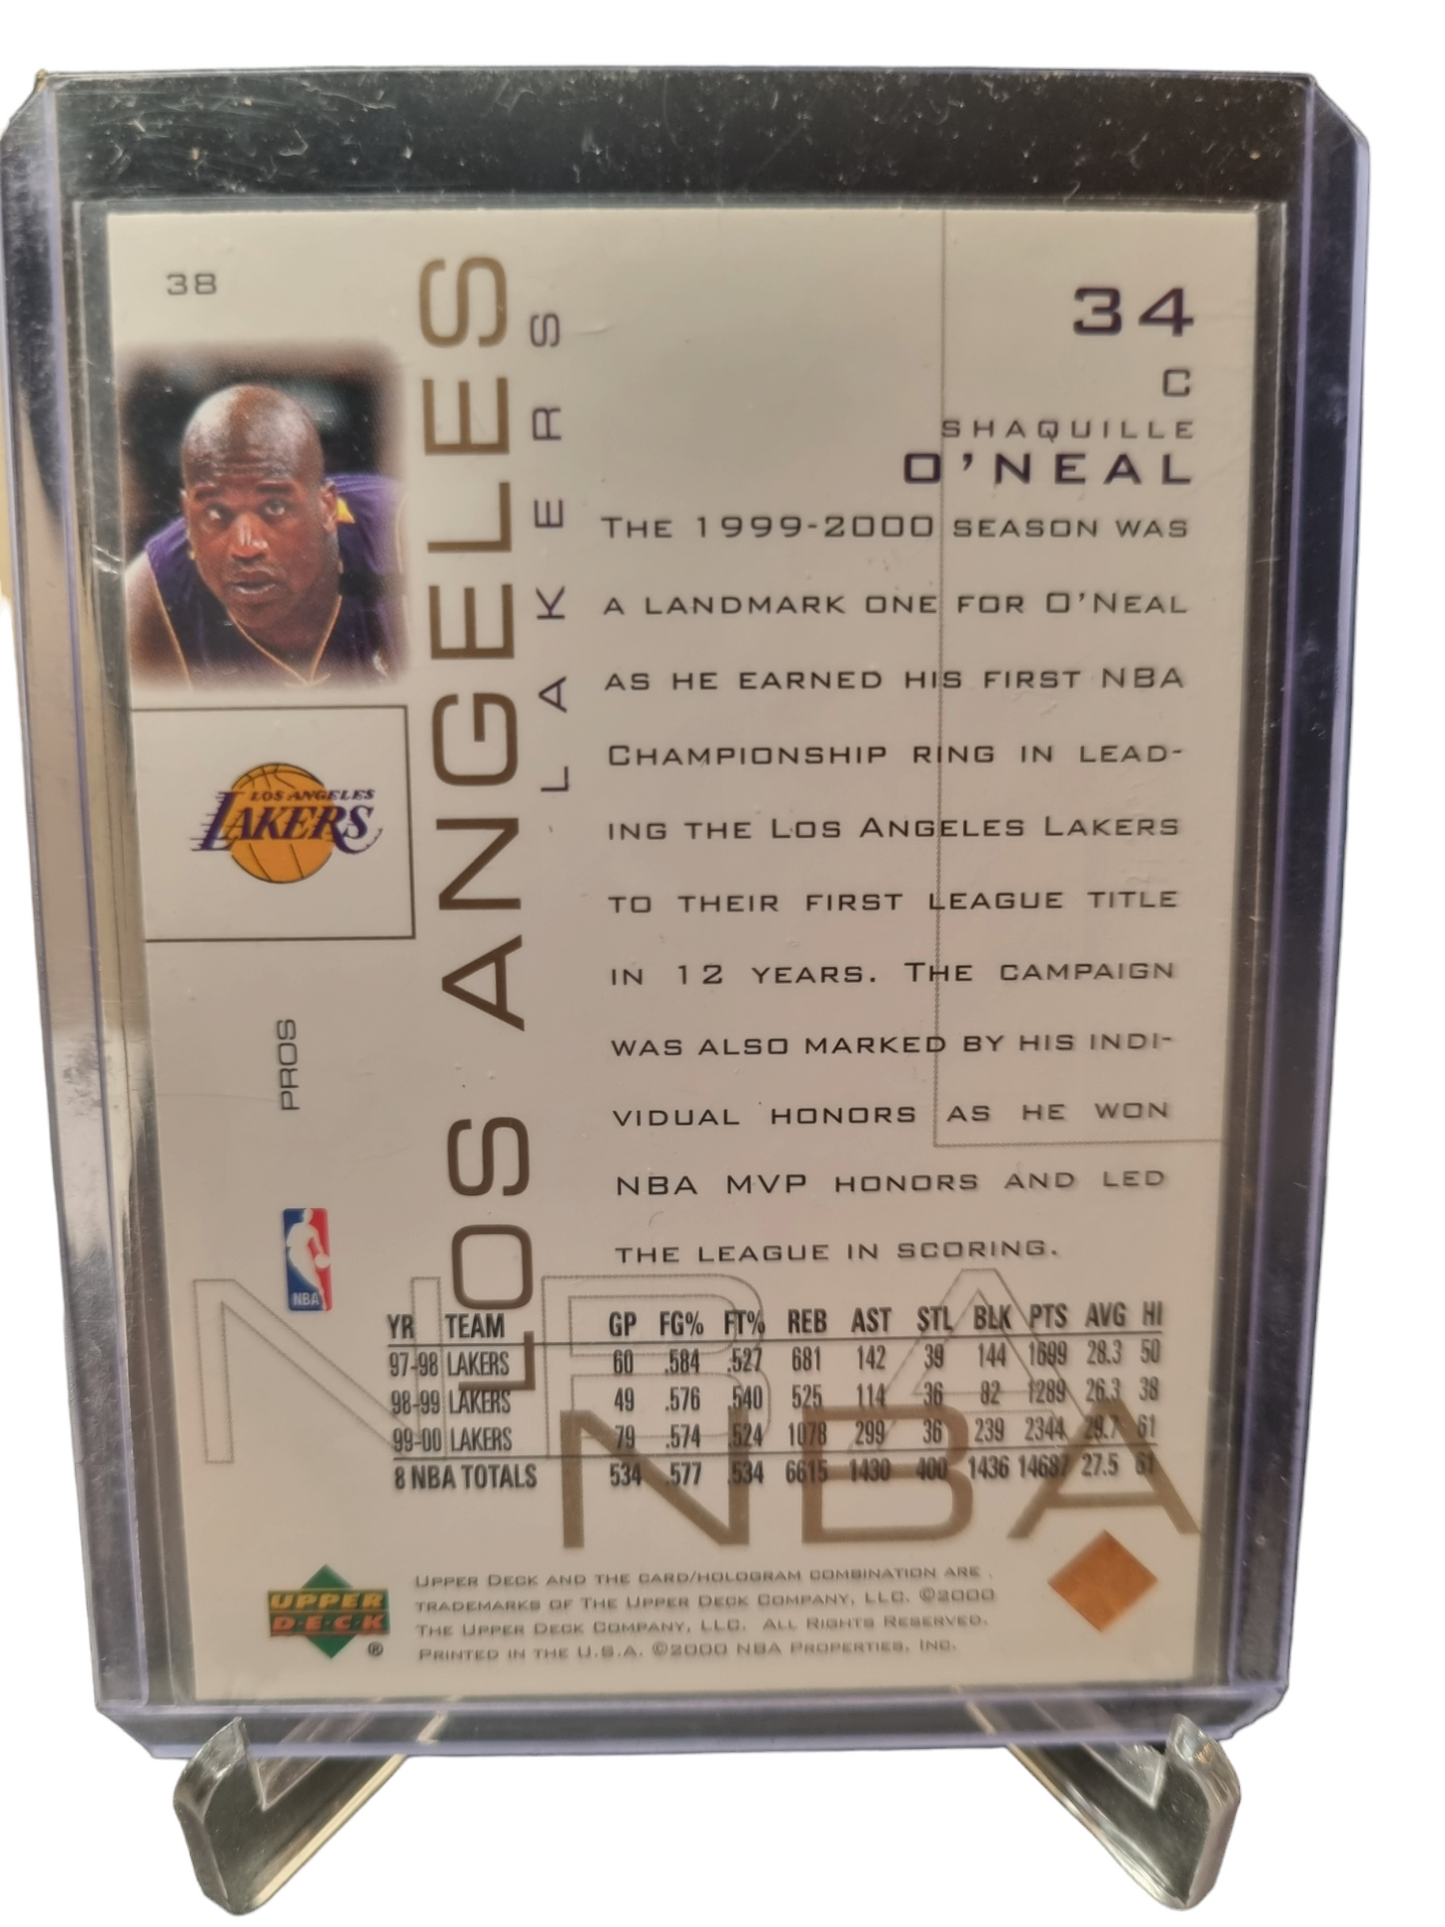 38
34
C
SHAQUILLE
O'NEAL
LOS ANGELES
LAKERS
LOS ANGELES
LAKERS
PROS
NBA
THE 1999-2000 SEASON WAS
A LANDMARK ONE FOR O'NEAL
AS HE EARNED HIS FIRST NBA
CHAMPIONSHIP RING IN LEAD-
ING THE LOS ANGELES LAKERS
TO THEIR FIRST LEAGUE TITLE
IN 12 YEARS. THE CAMPAIGN
WAS ALSO MARKED BY HIS INDI-
VIDUAL HONORS AS HE WON
NBA MVP HONORS AND LED
THE LEAGUE IN SCORING.
NBA
NBA
YR TEAM GP FG% FT% REB AST STL BLK PTS AVG HI
97-98 LAKERS 60 .584 .527 681 142 39 144 1699 28.3 50
98-99 LAKERS 49 .576 .540 525 114 36 82 1289 26.3 38
99-00 LAKERS 79 .574 .524 1078 299 36 239 2344 29.7 61
8 NBA TOTALS 534 .577 .534 6615 1430 400 1436 14687 27.5 61
UPPER
DECK
®
UPPER DECK AND THE CARD/HOLOGRAM COMBINATION ARE
TRADEMARKS OF THE UPPER DECK COMPANY, LLC. ©2000
THE UPPER DECK COMPANY, LLC. ALL RIGHTS RESERVED.
PRINTED IN THE U.S.A. ©2000 NBA PROPERTIES, INC.